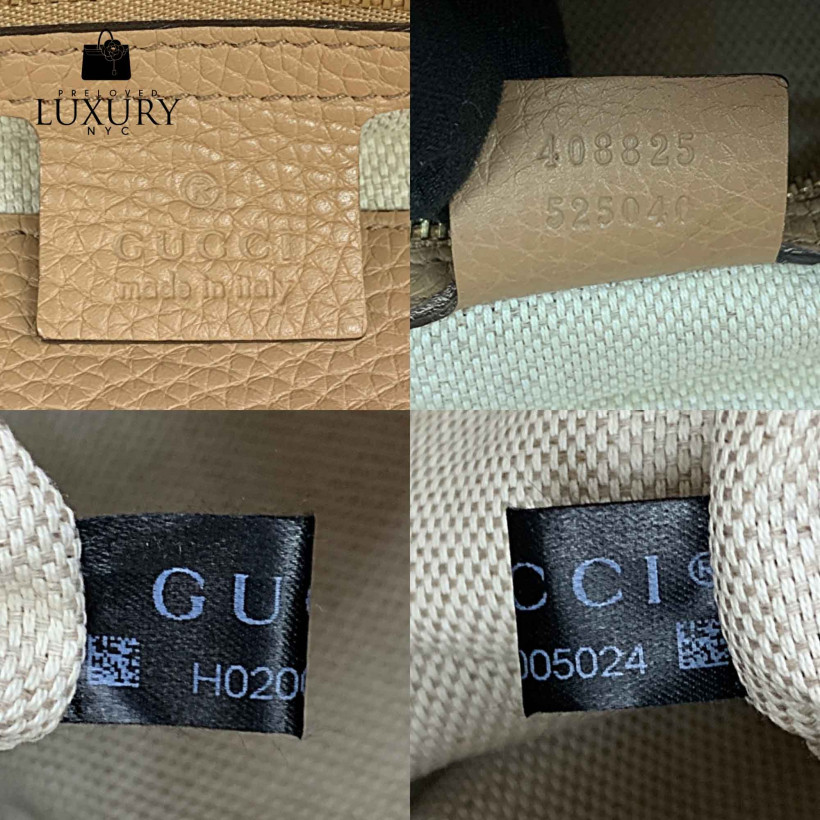 PRELOVED
LUXURY
NYC
®
GUCCI
made in italy
408825
525040
GU
H020
CCI®
005024